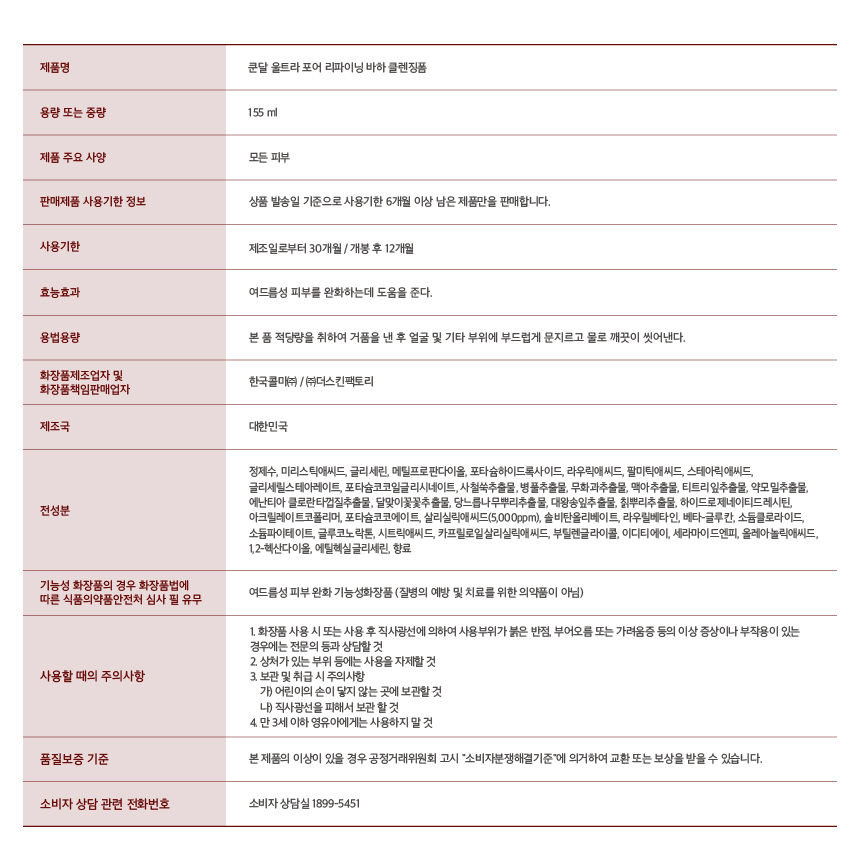 제품명
쿤달 울트라 포어 리파이닝 바하 클렌징폼
용량 또는 중량
155 ml
제품 주요 사양
모든 피부
판매제품 사용기한 정보
상품 발송일 기준으로 사용기한 6개월 이상 남은 제품만을 판매합니다.
사용기한
제조일로부터 30개월 / 개봉 후 12개월
효능효과
여드름성 피부를 완화하는데 도움을 준다.
용법용량
본 품 적당량을 취하여 거품을 낸 후 얼굴 및 기타 부위에 부드럽게 문지르고 물로 깨끗이 씻어낸다.
화장품제조업자 및
화장품책임판매업자
한국콜마㈜ / ㈜더스킨팩토리
제조국
대한민국
전성분
정제수, 미리스틱애씨드, 글리세린, 메틸프로판다이올, 포타슘하이드록사이드, 라우릭애씨드, 팔미틱애씨드, 스테아릭애씨드,
글리세릴스테아레이트, 포타슘코코일글리시네이트, 사철쑥추출물, 병풀추출물, 무화과추출물, 맥아추출물, 티트리잎추출물, 약모밀추출물,
에난티아 클로란타껍질추출물, 달맞이꽃꽃추출물, 당느릅나무뿌리추출물, 대왕송잎추출물, 칡뿌리추출물, 하이드로제네이티드레시틴,
아크릴레이트코폴리머, 포타슘코코에이트, 살리실릭애씨드(5,000ppm), 솔비탄올리베이트, 라우릴베타인, 베타-글루칸, 소듐클로라이드,
소듐파이테이트, 글루코노락톤, 시트릭애씨드, 카프릴로일살리실릭애씨드, 부틸렌글라이콜, 이디티에이, 세라마이드엔피, 올레아놀릭애씨드,
1,2-헥산다이올, 에틸헥실글리세린, 향료
기능성 화장품의 경우 화장품법에
따른 식품의약품안전처 심사 필 유무
여드름성 피부 완화 기능성화장품 (질병의 예방 및 치료를 위한 의약품이 아님)
사용할 때의 주의사항
1. 화장품 사용 시 또는 사용 후 직사광선에 의하여 사용부위가 붉은 반점, 부어오름 또는 가려움증 등의 이상 증상이나 부작용이 있는
경우에는 전문의 등과 상담할 것
2. 상처가 있는 부위 등에는 사용을 자제할 것
3. 보관 및 취급 시 주의사항
가) 어린이의 손이 닿지 않는 곳에 보관할 것
나) 직사광선을 피해서 보관 할 것
4. 만 3세 이하 영유아에게는 사용하지 말 것
품질보증 기준
본 제품의 이상이 있을 경우 공정거래위원회 고시 "소비자분쟁해결기준"에 의거하여 교환 또는 보상을 받을 수 있습니다.
소비자 상담 관련 전화번호
소비자 상담실 1899-5451